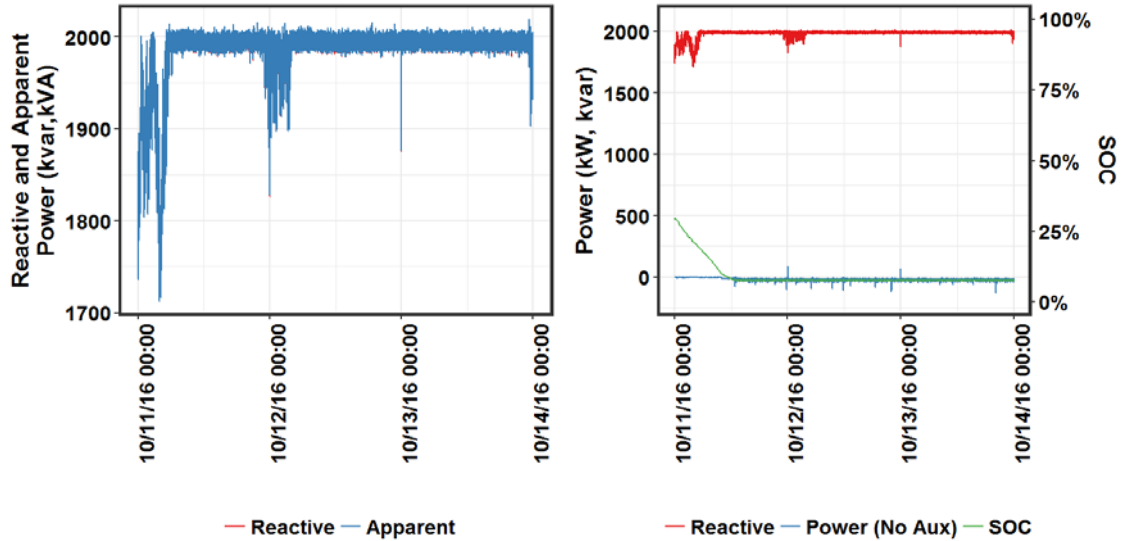 Reactive and Apparent
Power (kvar,kVA)
2000
1900
1800
1700
10/11/16 00:00
10/12/16 00:00
10/13/16 00:00
10/14/16 00:00
Reactive
Apparent
Power (kW, kvar)
2000
1500
1000
500
0
100%
75%
50%
25%
0%
SOC
10/11/16 00:00
10/12/16 00:00
10/13/16 00:00
10/14/16 00:00
Reactive
Power (No Aux)
SOC